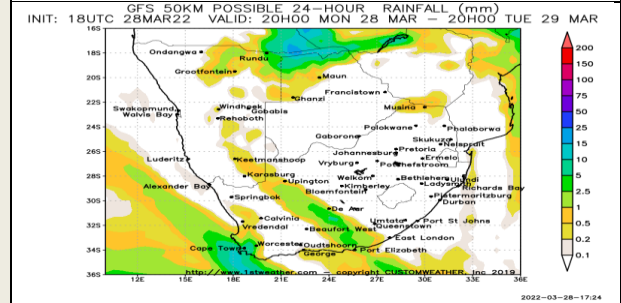 GFS 50KM POSSIBLE 24-HOUR RAINFALL (mm)
INIT: 18UTC 28MAR22 VALID: 20H00 MON 28 MAR - 20H00 TUE 29 MAR
16S
18S
20S
22S
24S
26S
28S
30S
32S
34S
36S
12E 15E 18E 21E 24E 27E 30E 33E 36E
Ondangwa
Rundu
Grootfontein
Maun
Francistown
Ghanzi
Musina
Swakopmund
Windhoek
Gobabis
Walvis Bay
Rehoboth
Polokwane
Phalaborwa
Gaborone
Skukuza
Pretoria
Nelspruit
Johannesburg
Ermelo
Luderitz
Keetmanshoop
Vryburg
Potchefstroom
Karasburg
Upington
Welkom
Bethlehem
Ulundi
Alexander Bay
Kimberley
Ladysmith
Richards Bay
Bloemfontein
Springbok
Pietermaritzburg
Durban
De Aar
Calvinia
Umtata
Port St Johns
Vredendal
Beaufort West
Queenstown
East London
Cape Town
Worcester
Oudtshoorn
George
Port Elizabeth
http://www.1stweather.com - copyright CUSTOMWEATHER, Inc 2019
200
150
100
75
50
25
15
10
5
2.5
1
0.5
0.2
0.1
2022-03-28-17:24